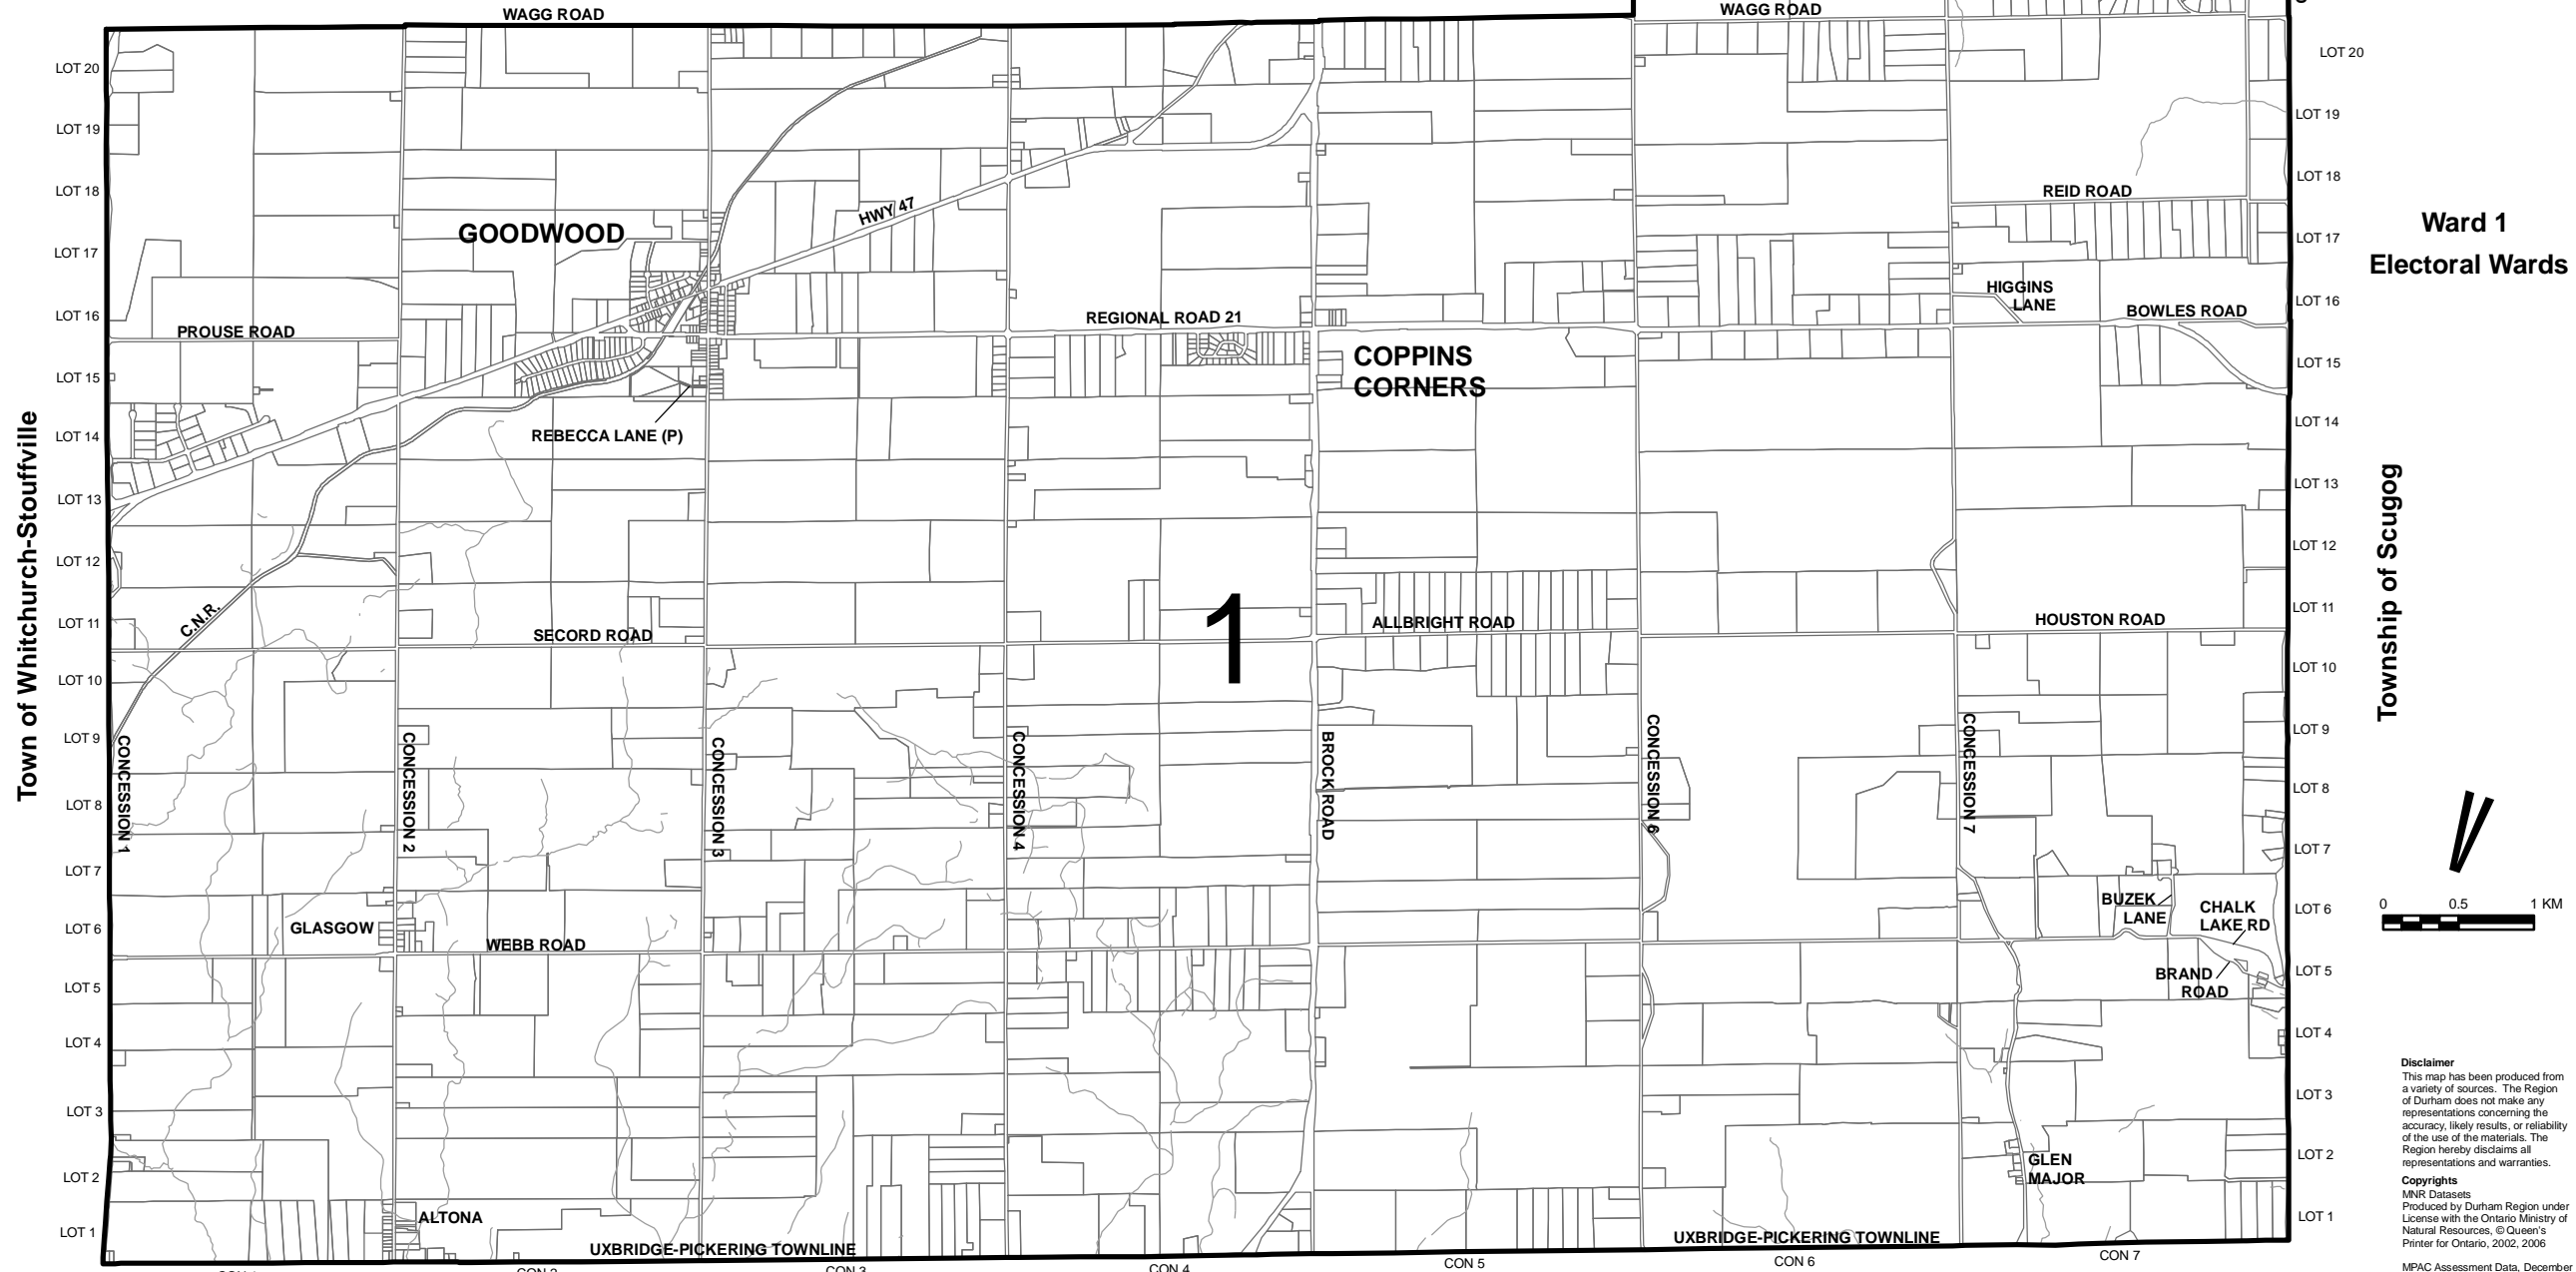 WAGG ROAD
WAGG ROAD
LOT 20
LOT 19
LOT 18
LOT 17
LOT 16
LOT 15
LOT 14
LOT 13
LOT 12
LOT 11
LOT 10
LOT 9
LOT 8
LOT 7
LOT 6
LOT 5
LOT 4
LOT 3
LOT 2
LOT 1
Town of Whitchurch-Stouffville
GOODWOOD
HWY 47
REID ROAD
HIGGINS
LANE
BOWLES ROAD
PROUSE ROAD
REGIONAL ROAD 21
COPPINS
CORNERS
REBECCA LANE (P)
C.N.R.
SECORD ROAD
1
ALLBRIGHT ROAD
HOUSTON ROAD
CONCESSION 1
CONCESSION 2
CONCESSION 3
CONCESSION 4
BROCK ROAD
CONCESSION 6
CONCESSION 7
GLASGOW
WEBB ROAD
BUZEK
LANE
CHALK
LAKE RD
BRAND
ROAD
GLEN
MAJOR
ALTONA
UXBRIDGE-PICKERING TOWNLINE
UXBRIDGE-PICKERING TOWNLINE
CON 3
CON 4
CON 5
CON 6
CON 7
LOT 20
LOT 19
LOT 18
LOT 17
LOT 16
LOT 15
LOT 14
LOT 13
LOT 12
LOT 11
LOT 10
LOT 9
LOT 8
LOT 7
LOT 6
LOT 5
LOT 4
LOT 3
LOT 2
LOT 1
Ward 1
Electoral Wards
Township of Scugog
0 0.5 1 KM
Disclaimer
This map has been produced from
a variety of sources. The Region
of Durham does not make any
representations concerning the
accuracy, likely results, or reliability
of the use of the materials. The
Region hereby disclaims all
representations and warranties.
Copyrights
MNR Datasets
Produced by Durham Region under
License with the Ontario Ministry of
Natural Resources, © Queen's
Printer for Ontario, 2002, 2006
MPAC Assessment Data, December